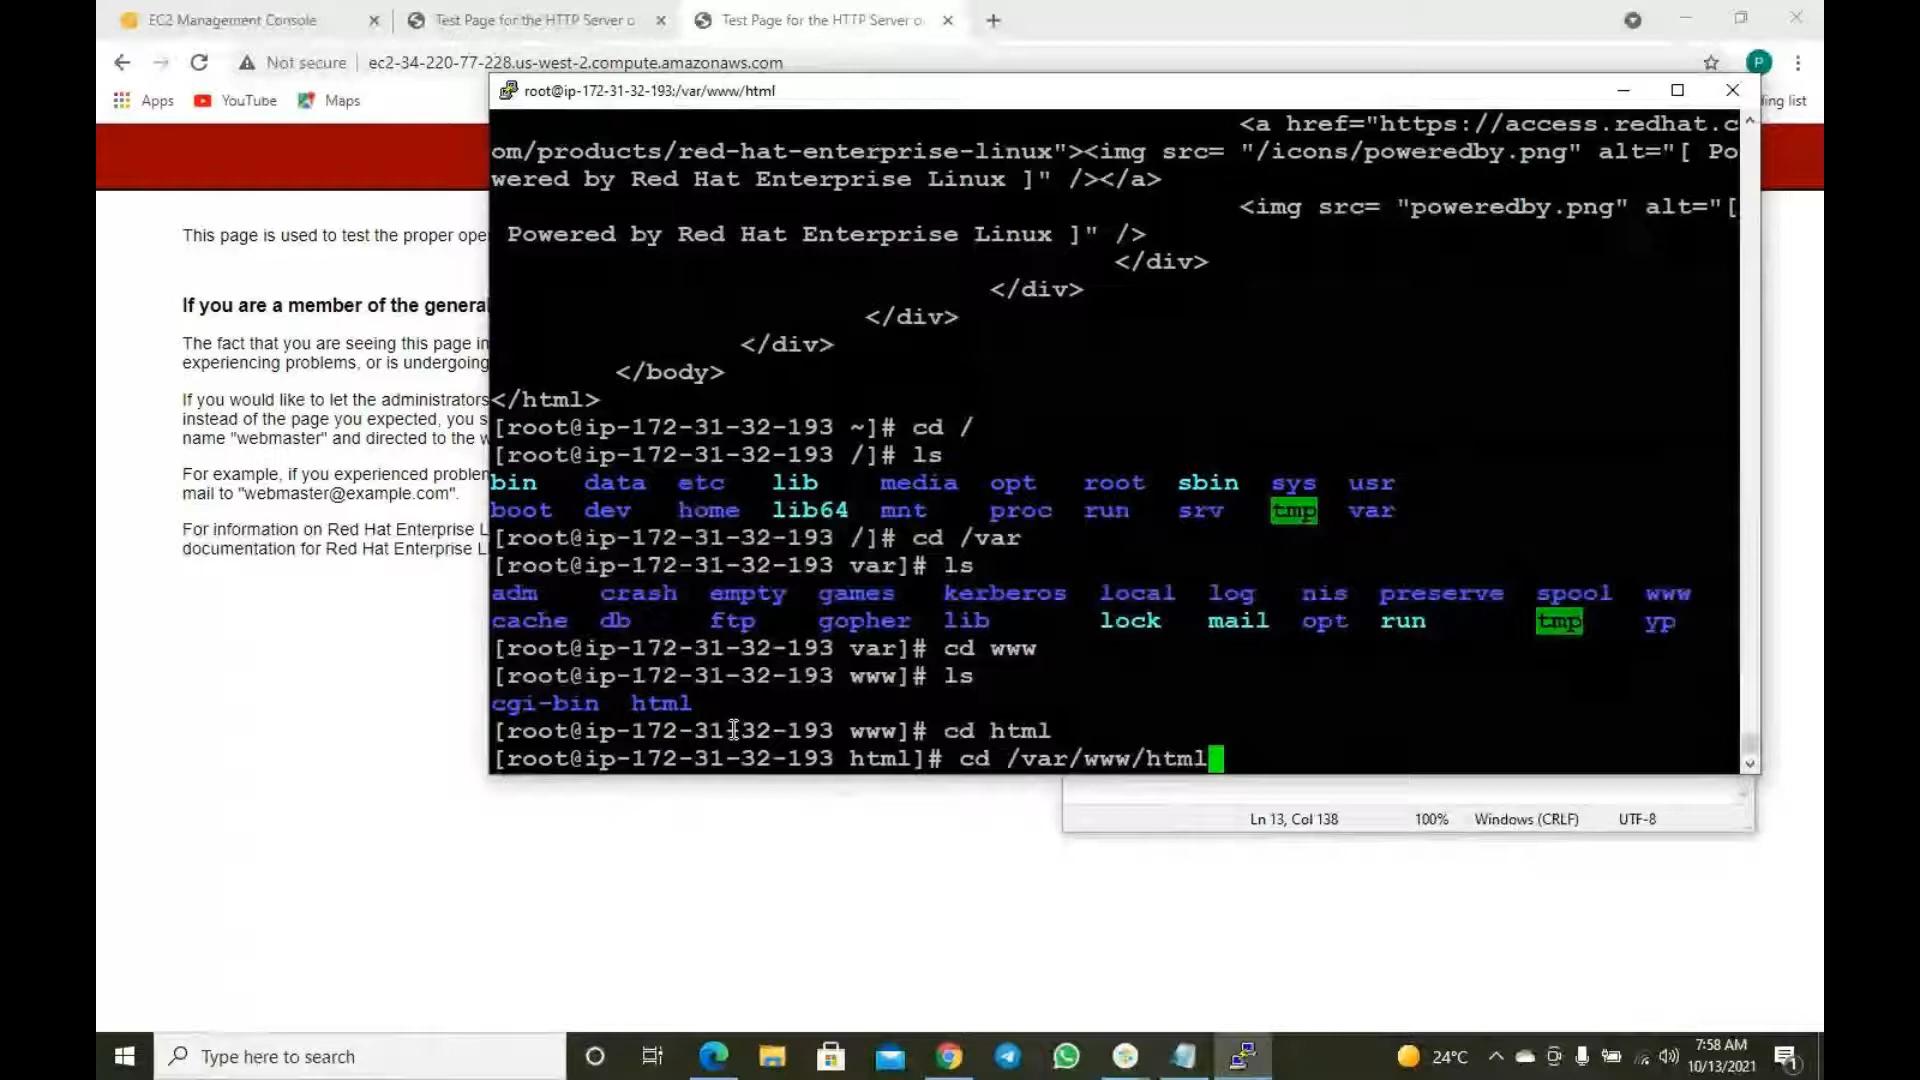 EC2 Management Console
Test Page for the HTTP Server o
Test Page for the HTTP Server o
Not secure
ec2-34-220-77-228.us-west-2.compute.amazonaws.com
P
Apps
YouTube
Maps
ing list
root@ip-172-31-32-193:/var/www/html
<a href="https://access.redhat.c
om/products/red-hat-enterprise-linux"><img src= "/icons/poweredby.png" alt="[ Po
wered by Red Hat Enterprise Linux ]" /></a>
<img src= "poweredby.png" alt="[
Powered by Red Hat Enterprise Linux ]" />
</div>
</div>
</div>
</div>
</body>
</html>
[root@ip-172-31-32-193 ~]# cd /
[root@ip-172-31-32-193 /]# ls
bin data etc lib media opt root sbin sys usr
boot dev home lib64 mnt proc run srv tmp var
[root@ip-172-31-32-193 /]# cd /var
[root@ip-172-31-32-193 var]# ls
adm crash empty games kerberos local log nis preserve spool www
cache db ftp gopher lib lock mail opt run tmp yp
[root@ip-172-31-32-193 var]# cd www
[root@ip-172-31-32-193 www]# ls
cgi-bin html
[root@ip-172-31-32-193 www]# cd html
[root@ip-172-31-32-193 html]# cd /var/www/html
This page is used to test the proper ope
If you are a member of the general
The fact that you are seeing this page in
experiencing problems, or is undergoing
If you would like to let the administrators
instead of the page you expected, you s
name "webmaster" and directed to the w
For example, if you experienced problem
mail to "webmaster@example.com".
For information on Red Hat Enterprise L
documentation for Red Hat Enterprise L
Ln 13, Col 138
100%
Windows (CRLF)
UTF-8
Type here to search
24°C
7:58 AM
10/13/2021
1